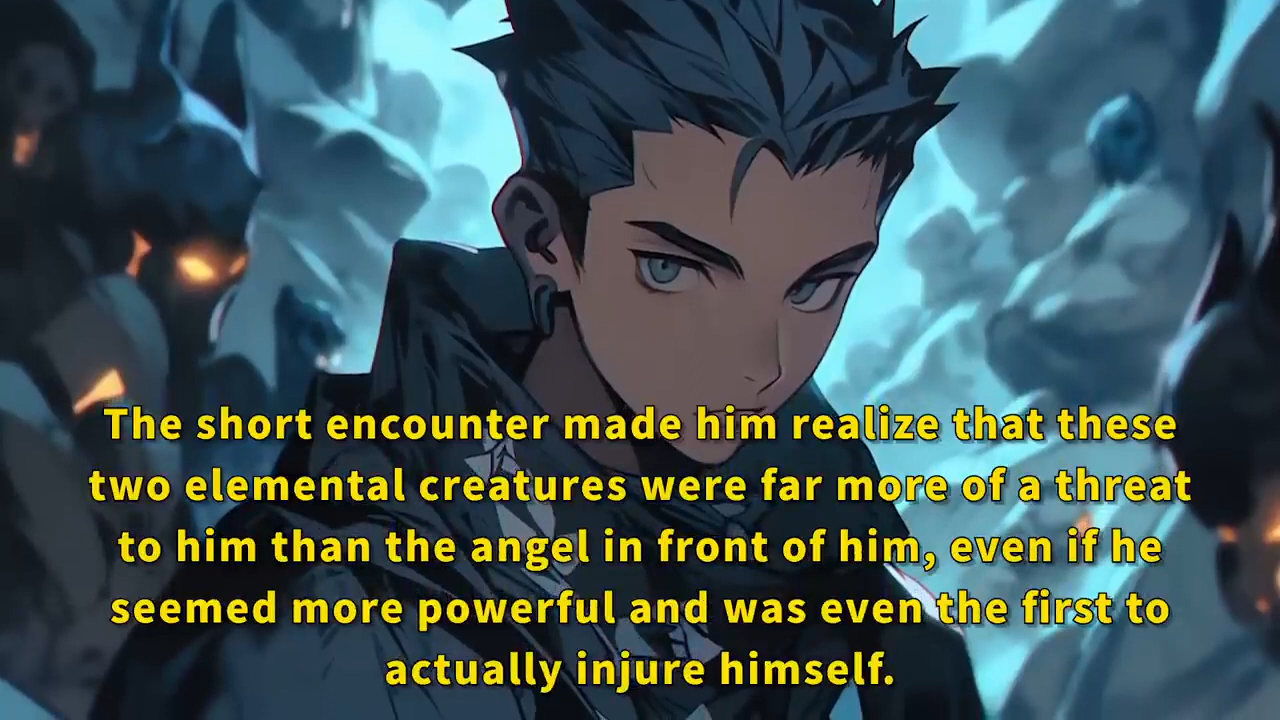 The short encounter made him realize that these
two elemental creatures were far more of a threat
to him than the angel in front of him, even if he
seemed more powerful and was even the first to
actually injure himself.